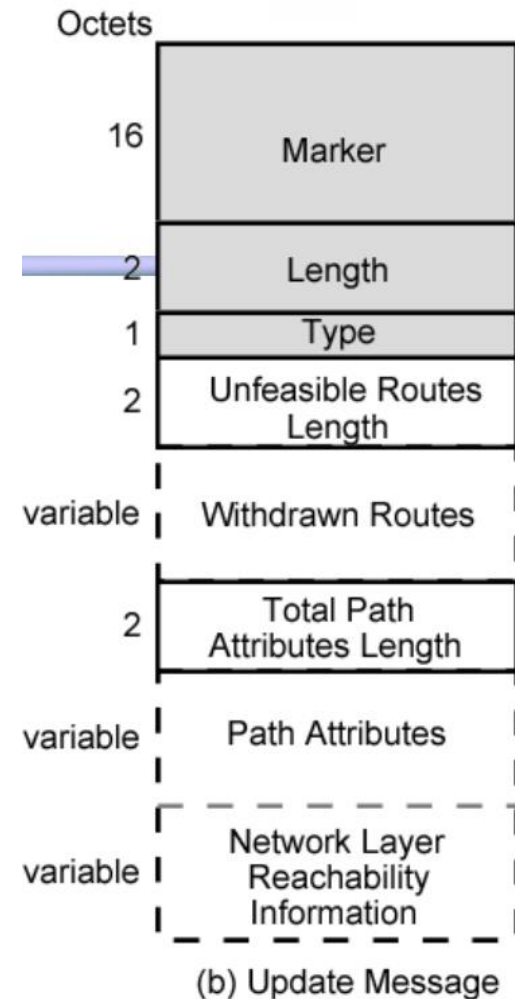 Octets
16
Marker
2
Length
1
Type
2
Unfeasible Routes
Length
variable
Withdrawn Routes
2
Total Path
Attributes Length
variable
Path Attributes
variable
Network Layer
Reachability
Information
(b) Update Message